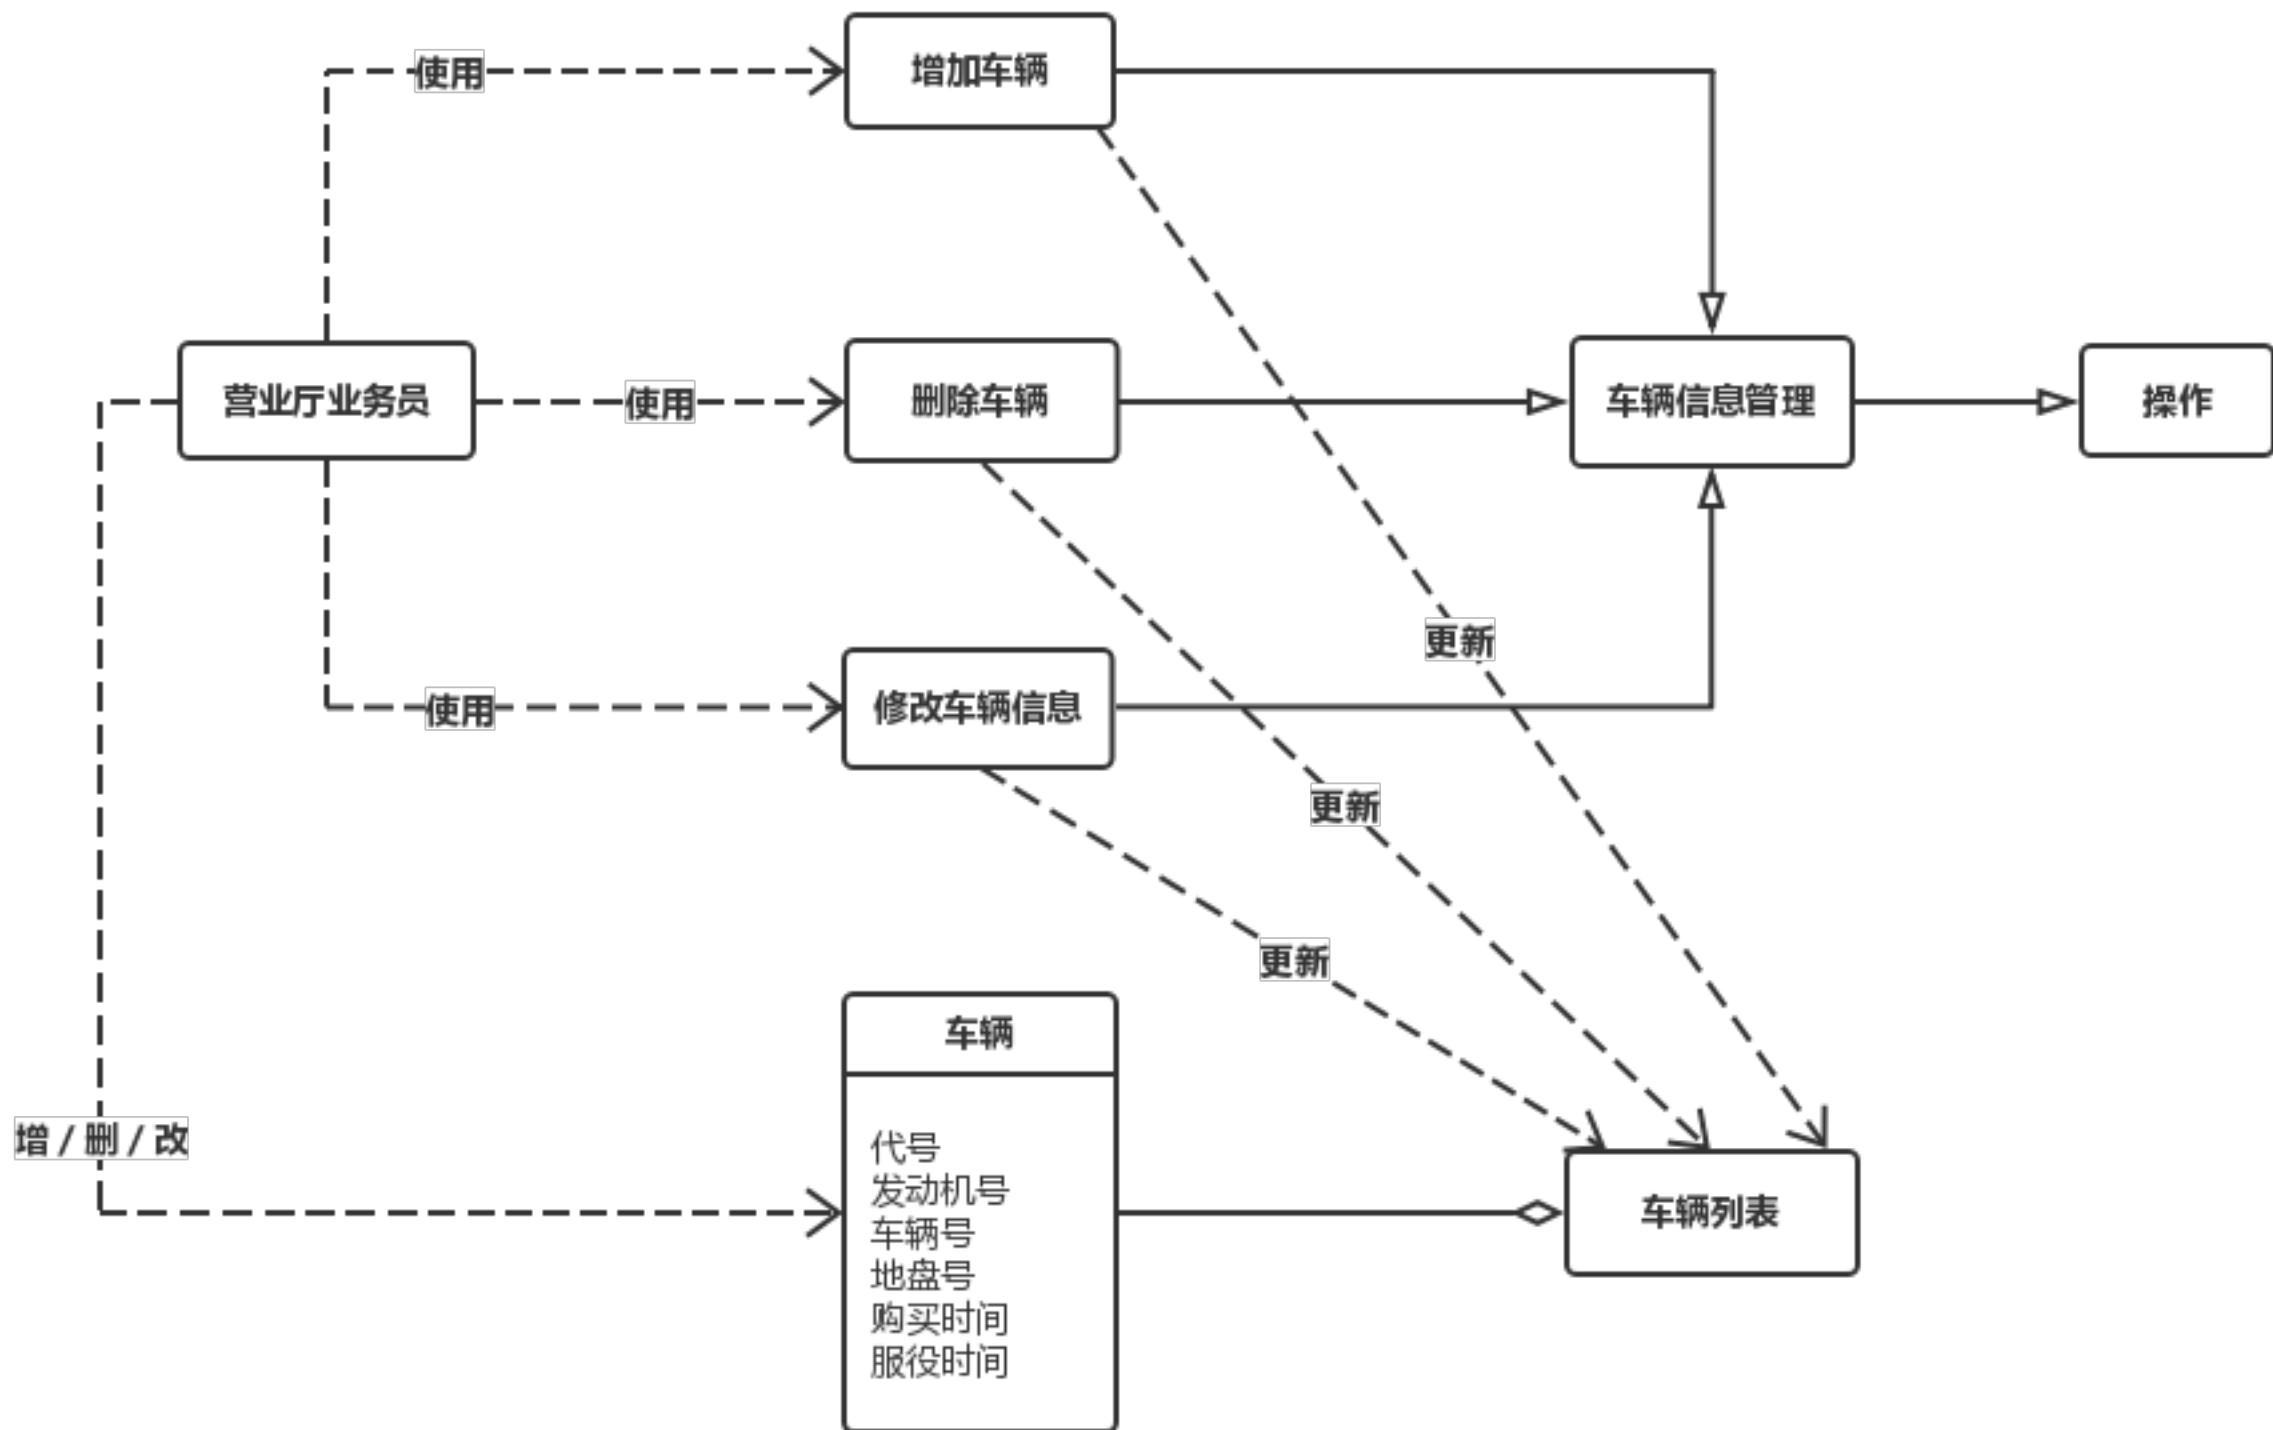 使用
增加车辆
营业厅业务员
使用
删除车辆
车辆信息管理
操作
更新
使用
修改车辆信息
更新
更新
车辆
增 / 删 / 改
代号
发动机号
车辆号
地盘号
购买时间
服役时间
车辆列表